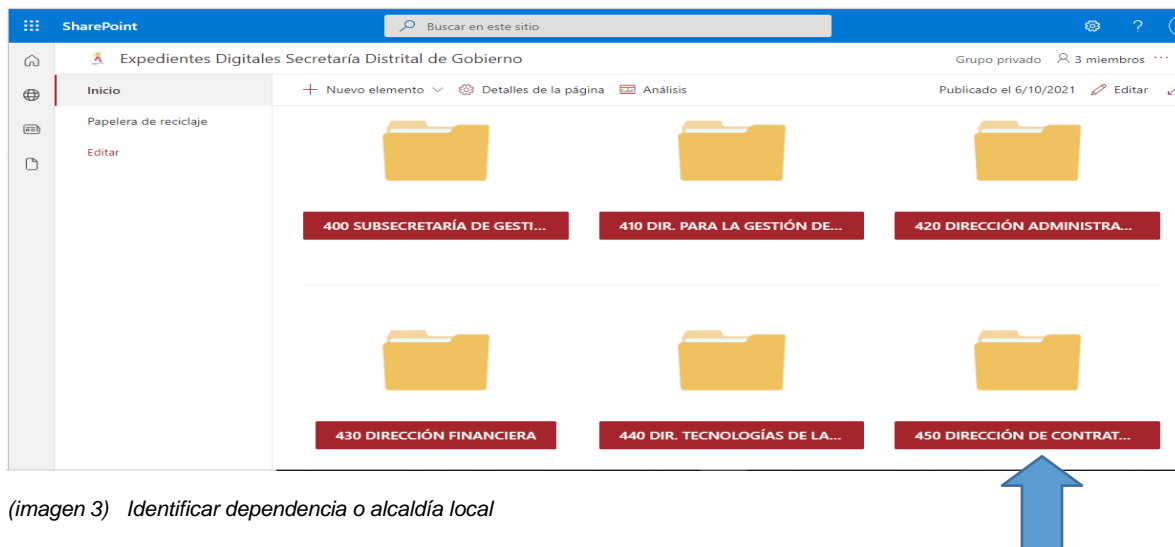 SharePoint
Buscar en este sitio
?
Expedientes Digitales Secretaría Distrital de Gobierno
Grupo privado 3 miembros ...
Inicio
+ Nuevo elemento Detalles de la página Análisis
Publicado el 6/10/2021 Editar
Papelera de reciclaje
Editar
400 SUBSECRETARÍA DE GESTI... 410 DIR. PARA LA GESTIÓN DE... 420 DIRECCIÓN ADMINISTRA...
430 DIRECCIÓN FINANCIERA 440 DIR. TECNOLOGÍAS DE LA... 450 DIRECCIÓN DE CONTRAT...
(imagen 3) Identificar dependencia o alcaldía local